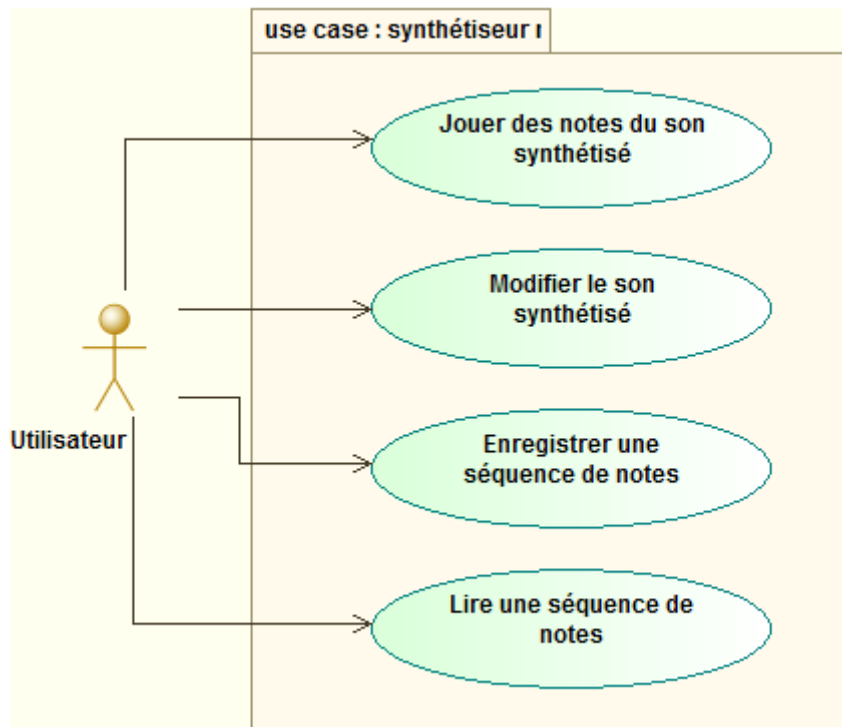 use case : synthétiseur
Jouer des notes du son
synthétisé
Modifier le son
synthétisé
Utilisateur
Enregistrer une
séquence de notes
Lire une séquence de
notes